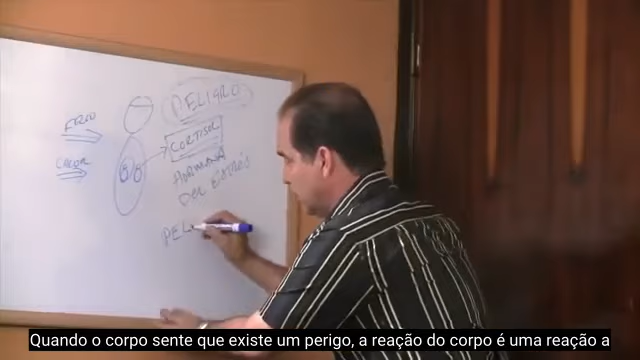 PELIGRO
FRIO
CORTISOL
CALOR
HORMONA
DEL ESTRÉS
PEL
Quando o corpo sente que existe um perigo, a reação do corpo é uma reação a